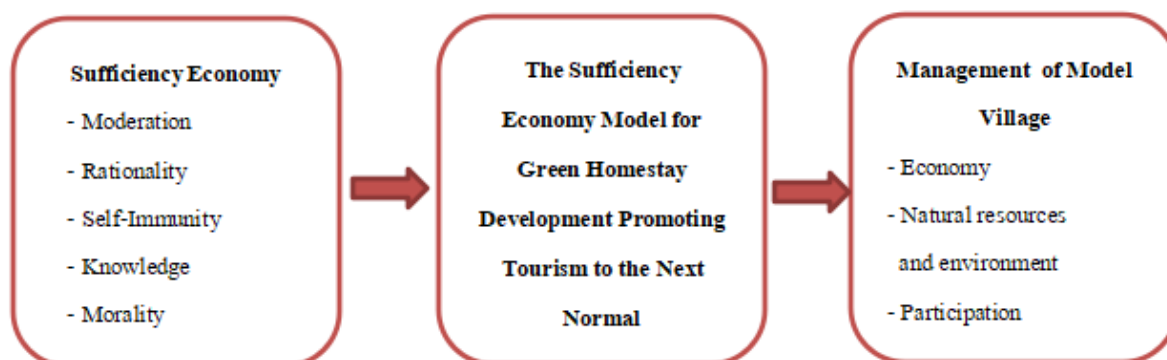 Sufficiency Economy
- Moderation
- Rationality
- Self-Immunity
- Knowledge
- Morality
The Sufficiency
Economy Model for
Green Homestay
Development Promoting
Tourism to the Next
Normal
Management of Model
Village
- Economy
- Natural resources
and environment
- Participation